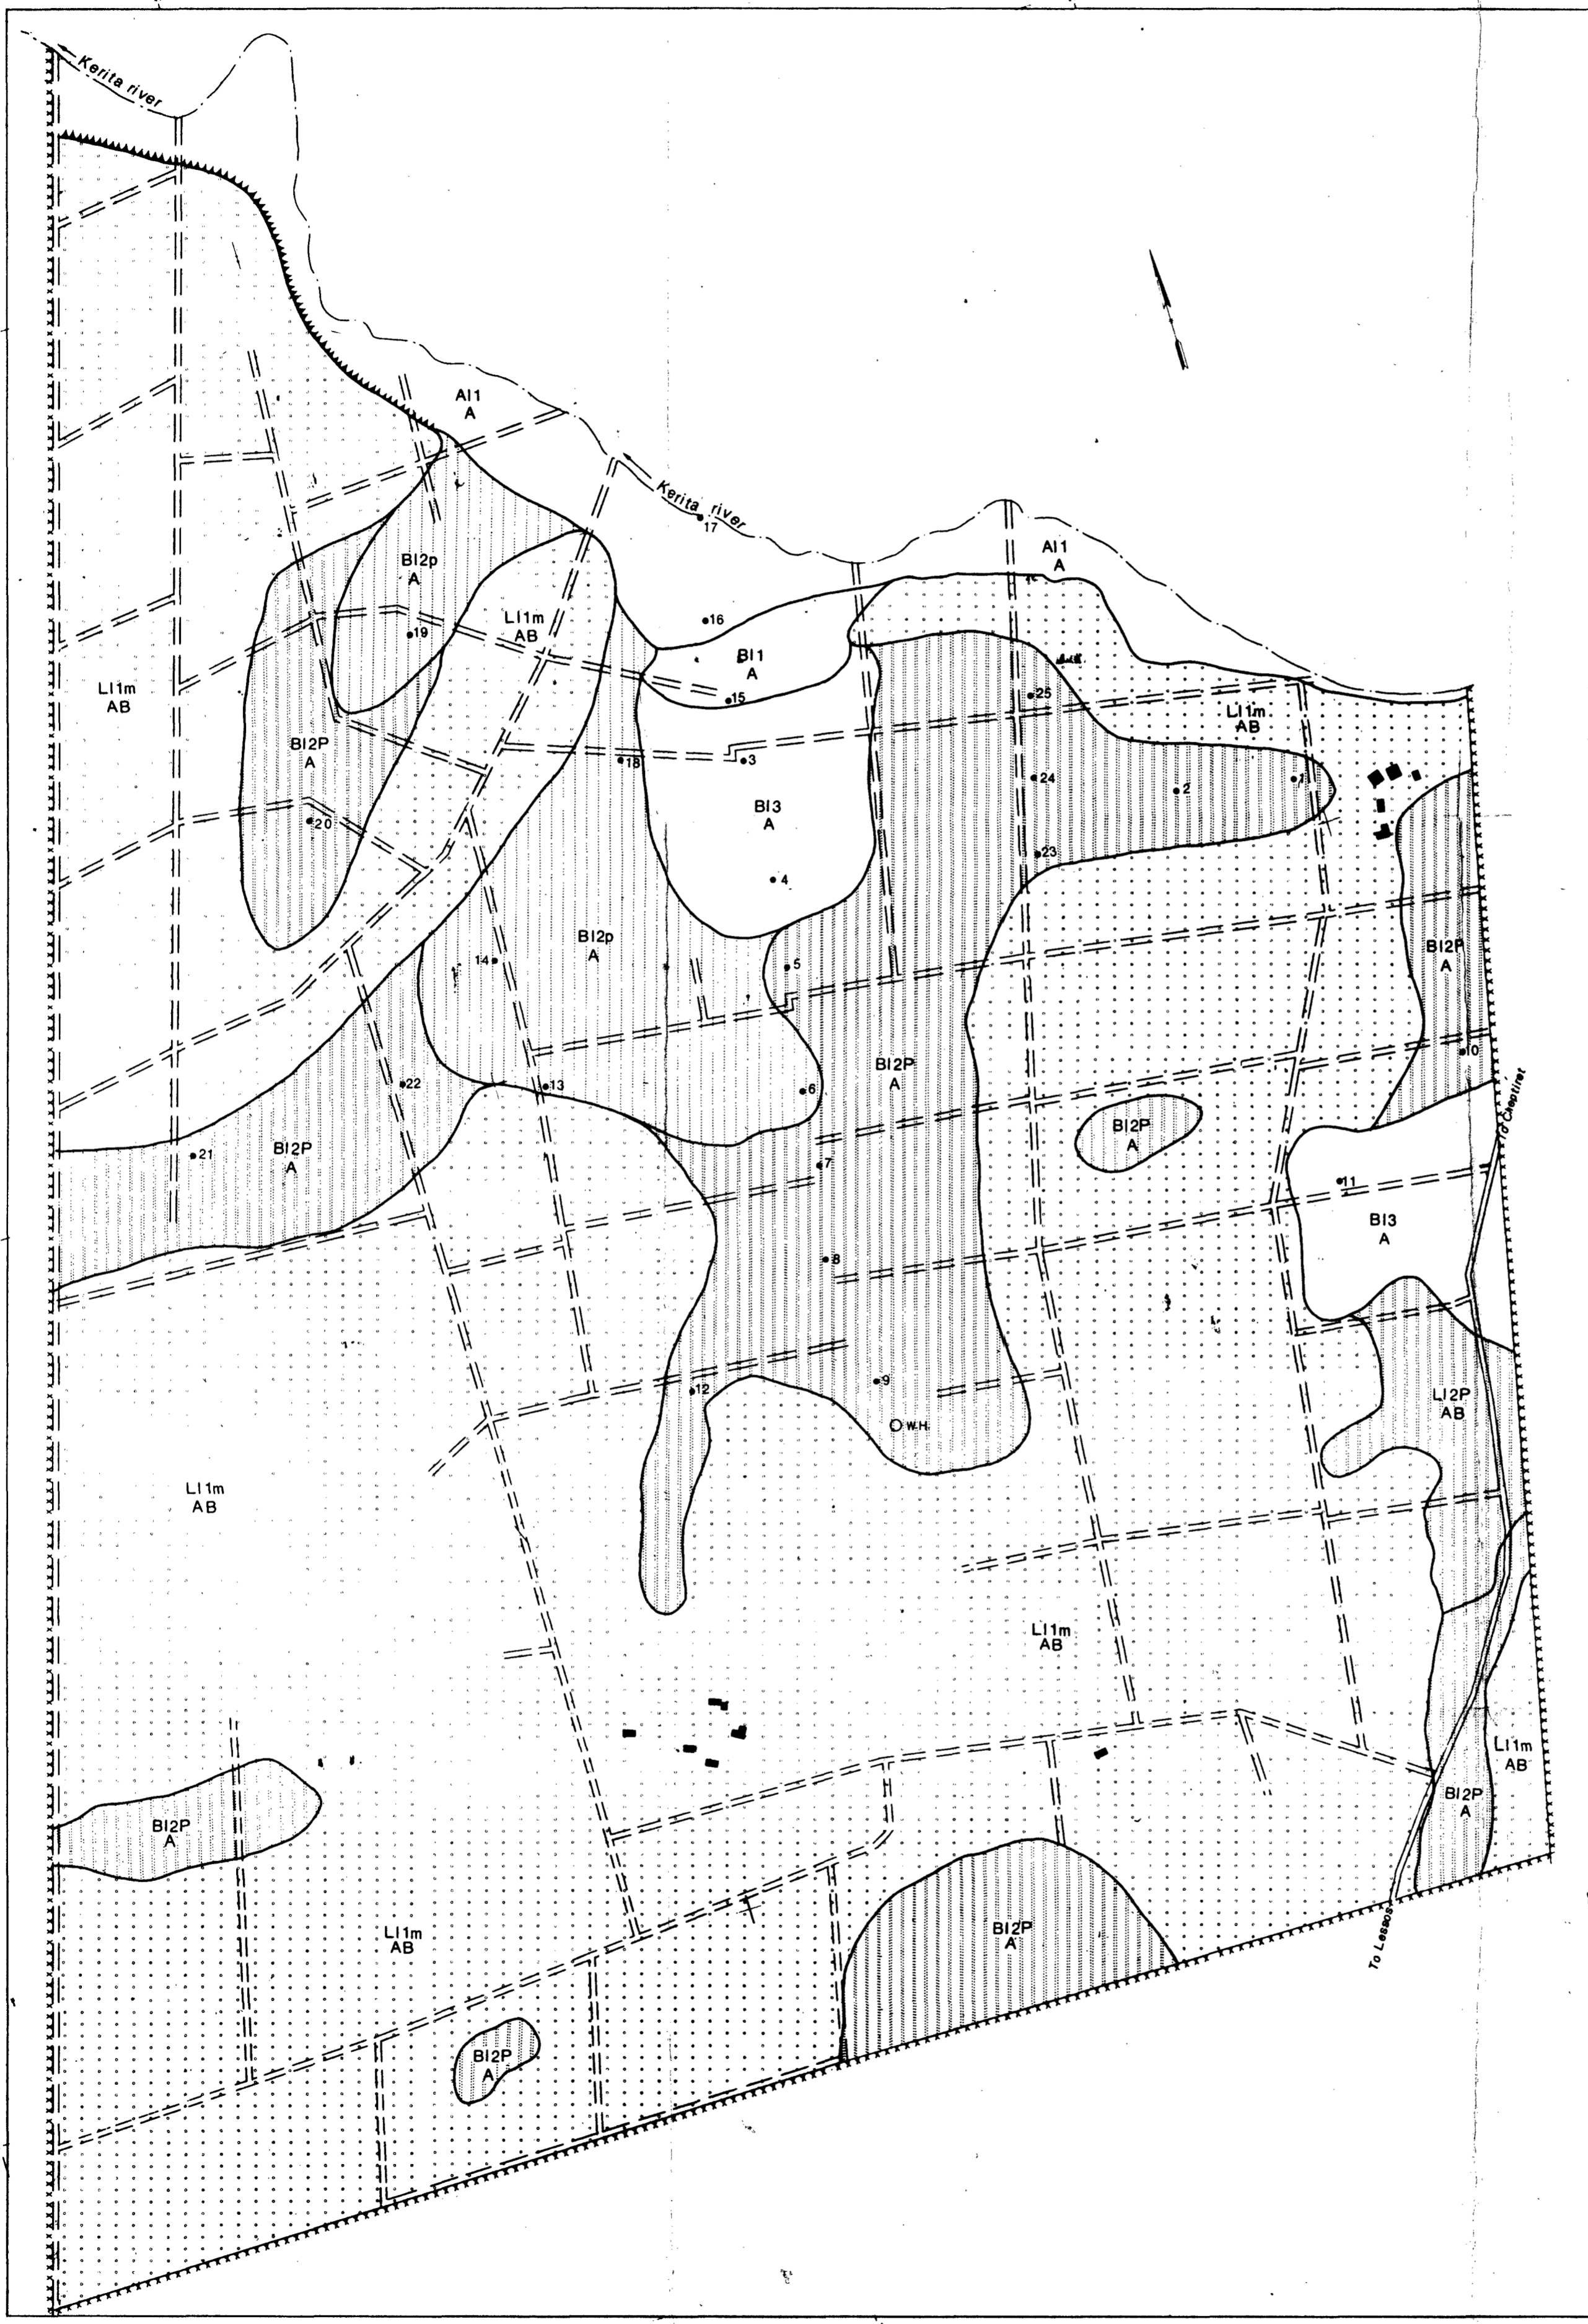 Kerita river
Al1
A
Kerita river
17
Al1
A
Bl2p
A
19
Ll1m
AB
16
Bl1
A
15
25
Ll1m
AB
Ll1m
AB
Bl2P
A
18
3
24
2
1
20
Bl3
A
4
23
Bl2p
A
14
5
Bl2P
A
10
22
13
6
Bl2P
A
To Cheptiret
Bl2P
A
21
Bl2P
A
7
11
Bl3
A
8
12
9
O W.H.
Ll2P
AB
Ll1m
AB
Ll1m
AB
Ll1m
AB
Bl2P
A
Bl2P
A
Ll1m
AB
Bl2P
A
To Lessos
Bl2P
A